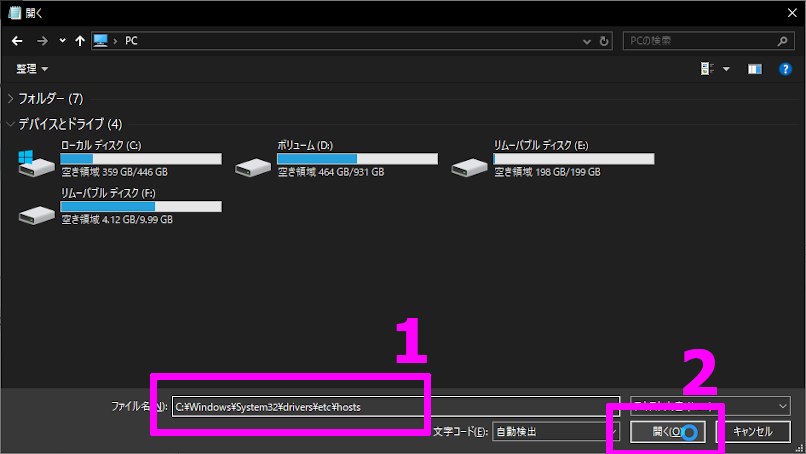 開く
PC
PCの検索
整理
フォルダー (7)
デバイスとドライブ (4)
ローカル ディスク (C:)
空き領域 359 GB/446 GB
ボリューム (D:)
空き領域 464 GB/931 GB
リムーバブル ディスク (E:)
空き領域 198 GB/199 GB
リムーバブル ディスク (F:)
空き領域 4.12 GB/9.99 GB
1
2
ファイル名(N):
C:¥Windows¥System32¥drivers¥etc¥hosts
文字コード(E):
自動検出
開く(O)
キャンセル